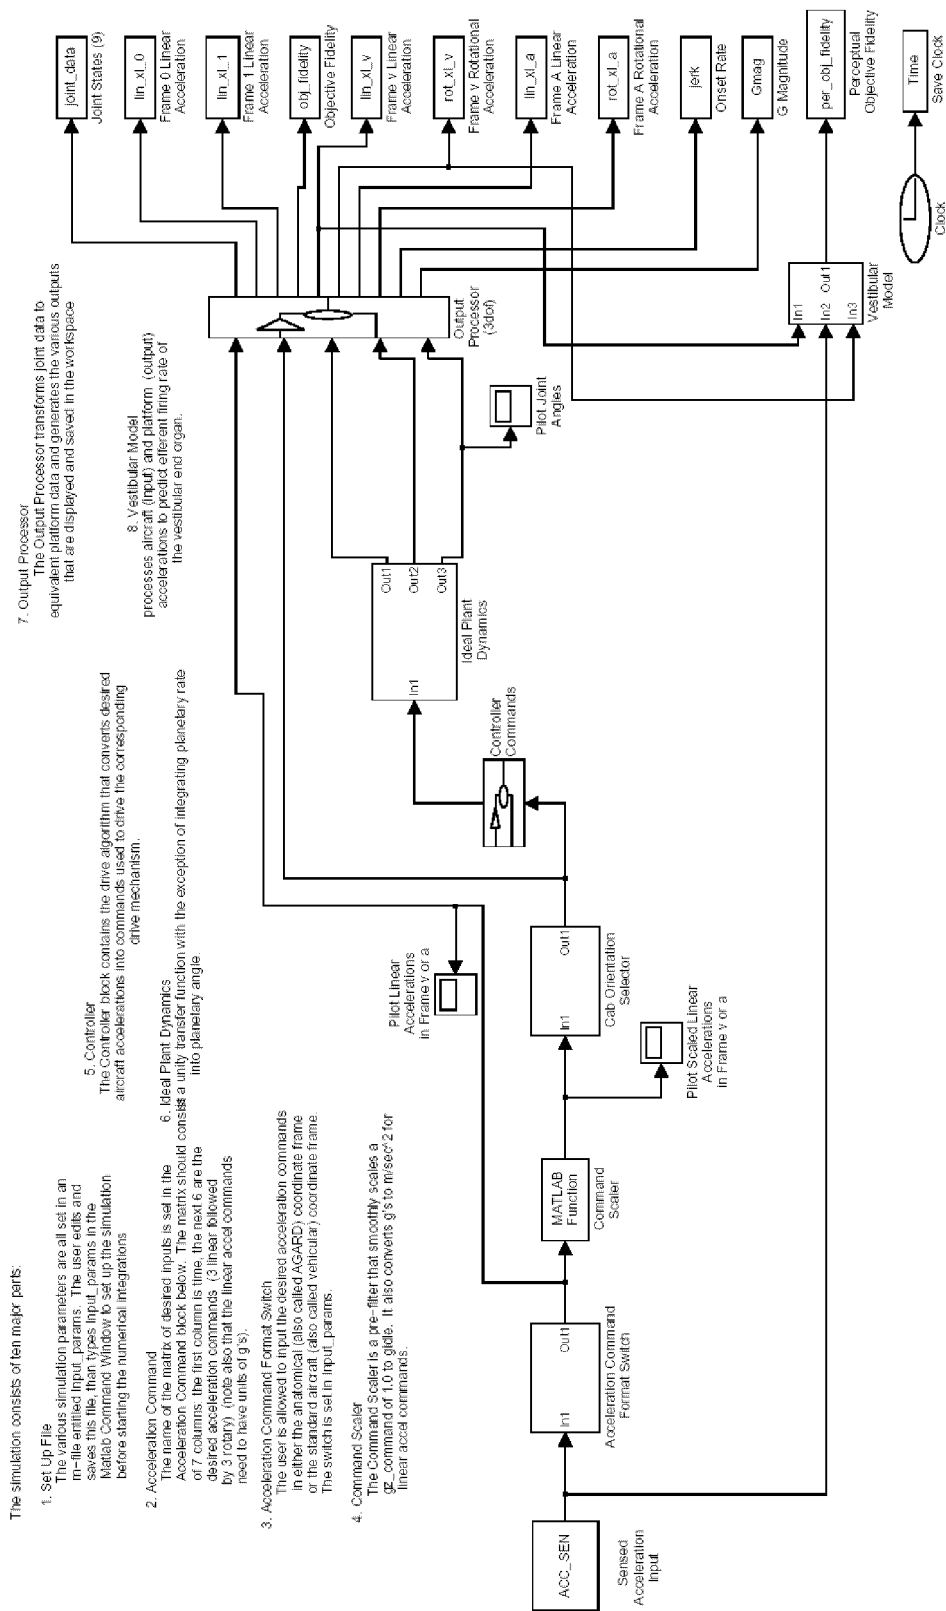 The simulation consists of ten major parts:
1. Set Up File
The various simulation parameters are all set in an
m-file entitled Input_params. The user edits and
saves this file, than types Input_params in the
Matlab Command Window to set up the simulation
before starting the numerical integrations
2. Acceleration Command
The name of the matrix of desired inputs is set in the
Acceleration Command block below. The matrix should consist
of 7 columns, the first column is time, the next 6 are the
desired acceleration commands (3 linear followed
by 3 rotary) (note also that the linear accel commands
need to have units of g's).
3. Acceleration Command Format Switch
The user is allowed to input the desired acceleration commands
in either the anatomical (also called AGARD) coordinate frame
or the standard aircraft (also called vehicular) coordinate frame.
The switch is set in Input_params.
4. Command Scaler
The Command Scaler is a pre-filter that smoothly scales a
gz_command of 1.0 to gidle. It also converts g's to m/sec^2 for
linear accel commands.
5. Controller
The Controller block contains the drive algorithm that converts desired
aircraft accelerations into commands used to drive the corresponding
drive mechanism.
6. Ideal Plant Dynamics
a unity transfer function with the exception of integrating planetary rate
into planetary angle.
7. Output Processor
The Output Processor transforms joint data to
equivalent platform data and generates the various outputs
that are displayed and saved in the workspace
8. Vestibular Model
processes aircraft (input) and platform (output)
accelerations to predict efferent firing rate of
the vestibular end organ.
ACC_SEN
Sensed
Acceleration
Input
In1
Out1
Acceleration Command
Format Switch
MATLAB
Function
Command
Scaler
Pilot Scaled Linear
Accelerations
in Frame v or a
In1
Out1
Cab Orientation
Selector
Pilot Linear
Accelerations
in Frame v or a
Controller
Commands
In1
Out1
Out2
Out3
Ideal Plant
Dynamics
Pilot Joint
Angles
Output
Processor
(3dof)
In1
In2
In3
Out1
Vestibular
Model
joint_data
Joint States (9)
lin_xl_0
Frame 0 Linear
Acceleration
lin_xl_1
Frame 1 Linear
Acceleration
obj_fidelity
Objective Fidelity
lin_xl_v
Frame v Linear
Acceleration
rot_xl_v
Frame v Rotational
Acceleration
lin_xl_a
Frame A Linear
Acceleration
rot_xl_a
Frame A Rotational
Acceleration
jerk
Onset Rate
Gmag
G Magnitude
per_obj_fidelity
Perceptual
Objective Fidelity
Clock
Time
Save Clock